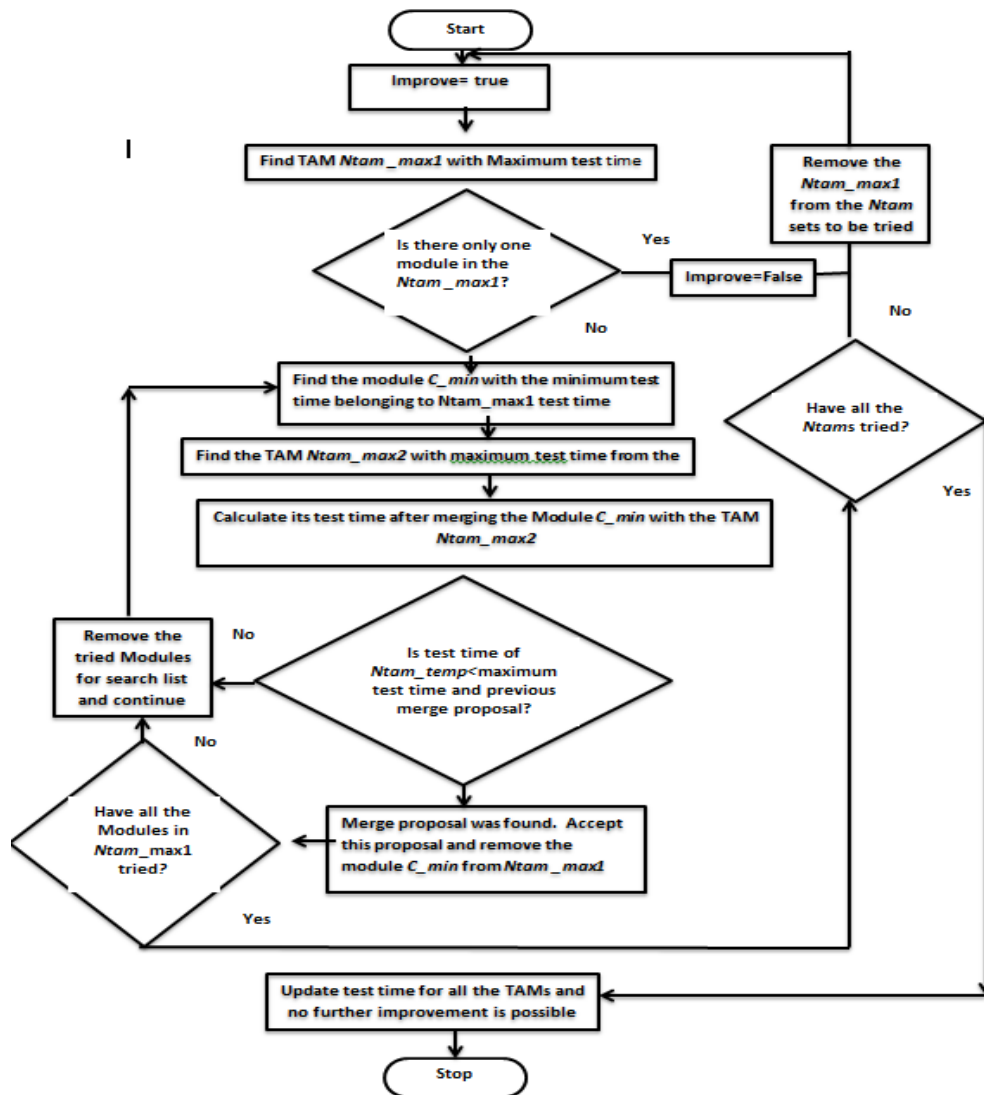 Start
Improve= true
Find TAM Ntam_max1 with Maximum test time
Remove the
Ntam_max1
from the Ntam
sets to be tried
Is there only one
module in the
Ntam_max1?
Yes
Improve=False
No
No
Find the module C_min with the minimum test
time belonging to Ntam_max1 test time
Have all the
Ntams tried?
Find the TAM Ntam_max2 with maximum test time from the
Yes
Calculate its test time after merging the Module C_min with the TAM
Ntam_max2
Remove the
tried Modules
for search list
and continue
No
Is test time of
Ntam_temp<maximum
test time and previous
merge proposal?
No
Have all the
Modules in
Ntam_max1
tried?
Merge proposal was found. Accept
this proposal and remove the
module C_min from Ntam_max1
Yes
Update test time for all the TAMs and
no further improvement is possible
Stop